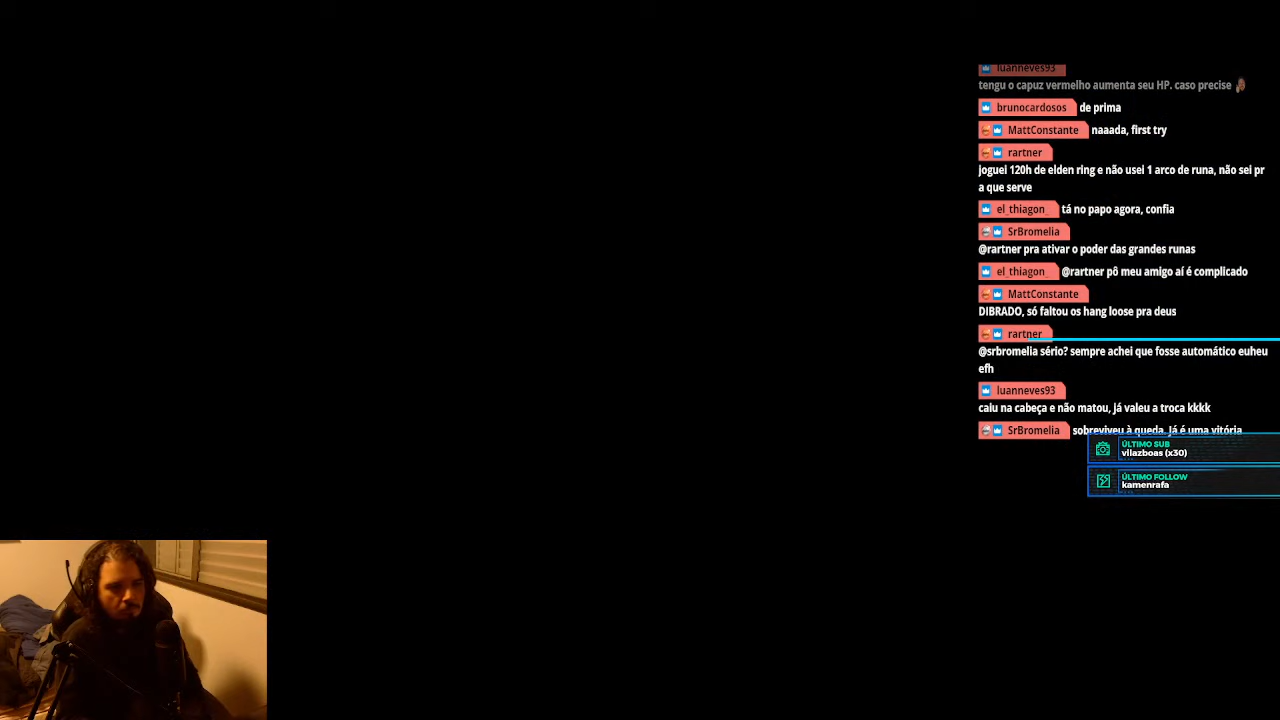 luanneves93
tengu o capuz vermelho aumenta seu HP. caso precise
brunocardosos de prima
MattConstante naaada, first try
rartner
joguei 120h de elden ring e não usei 1 arco de runa, não sei pr
a que serve
el_thiagon_ tá no papo agora, confia
SrBromelia
@rartner pra ativar o poder das grandes runas
el_thiagon_ @rartner pô meu amigo aí é complicado
MattConstante
DIBRADO, só faltou os hang loose pra deus
rartner
@srbromelia sério? sempre achei que fosse automático euheu
efh
luanneves93
caiu na cabeça e não matou, já valeu a troca kkkk
SrBromelia sobreviveu à queda. Já é uma vitória
ÚLTIMO SUB
vilazboas (x30)
ÚLTIMO FOLLOW
kamenrafa